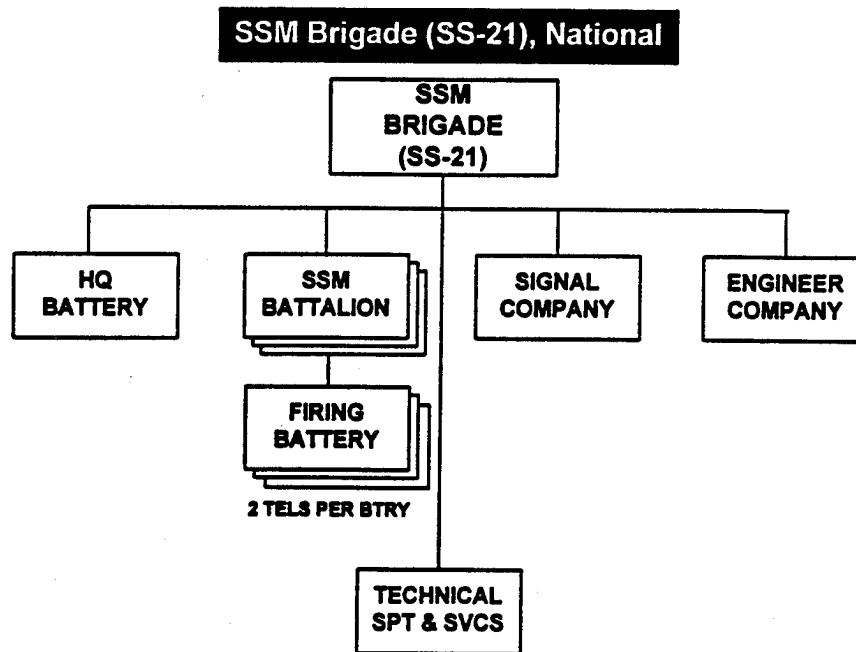 SSM Brigade (SS-21), National
SSM
BRIGADE
(SS-21)
HQ
BATTERY
SSM
BATTALION
SIGNAL
COMPANY
ENGINEER
COMPANY
FIRING
BATTERY
2 TELS PER BTRY
TECHNICAL
SPT & SVCS